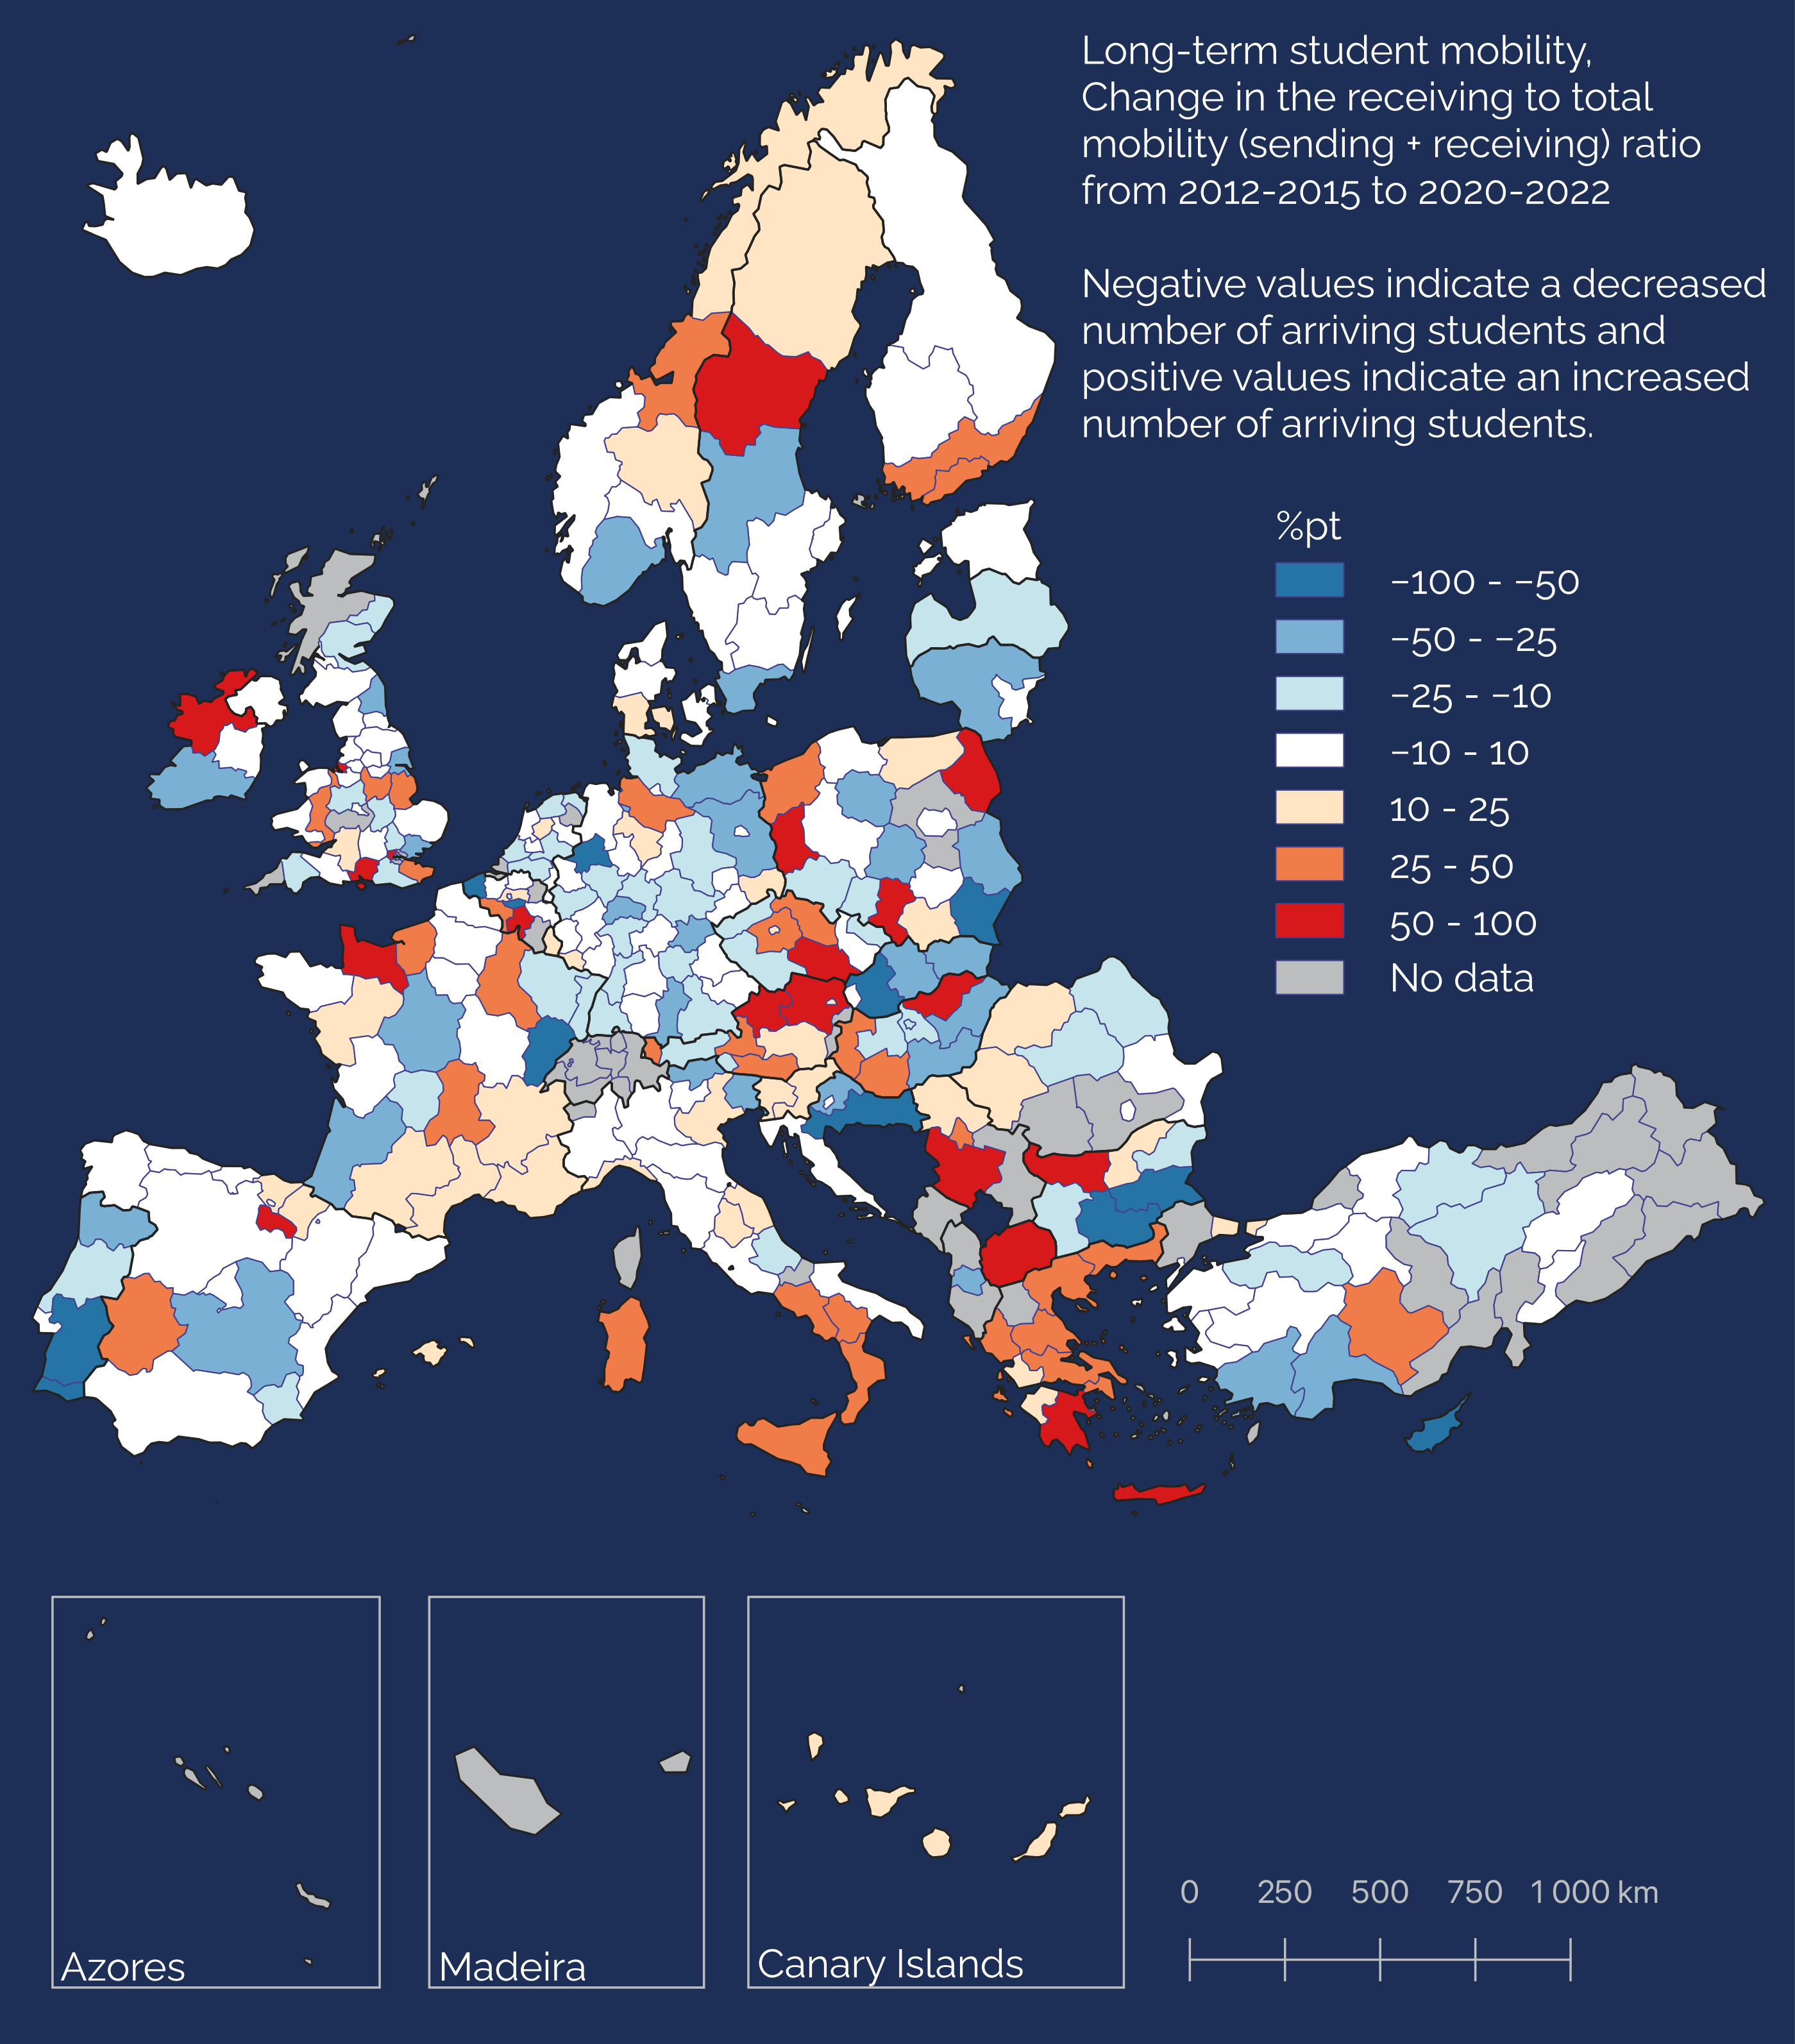 Long-term student mobility,
Change in the receiving to total
mobility (sending + receiving) ratio
from 2012-2015 to 2020-2022
Negative values indicate a decreased
number of arriving students and
positive values indicate an increased
number of arriving students.
%pt
−100 - −50
−50 - −25
−25 - −10
−10 - 10
10 - 25
25 - 50
50 - 100
No data
0 250 500 750 1 000 km
Azores
Madeira
Canary Islands